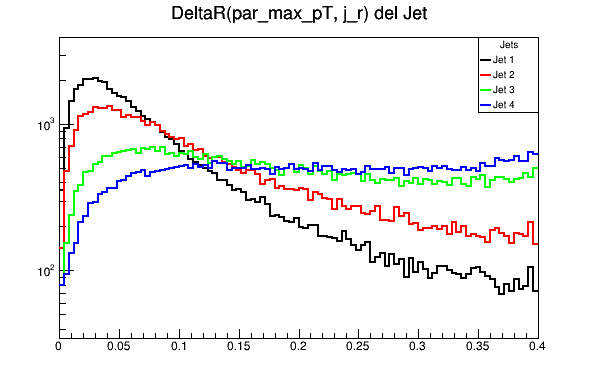 DeltaR(par_max_pT, j_r) del Jet
Jets
Jet 1
Jet 2
Jet 3
Jet 4
10³
10²
0 0.05 0.1 0.15 0.2 0.25 0.3 0.35 0.4